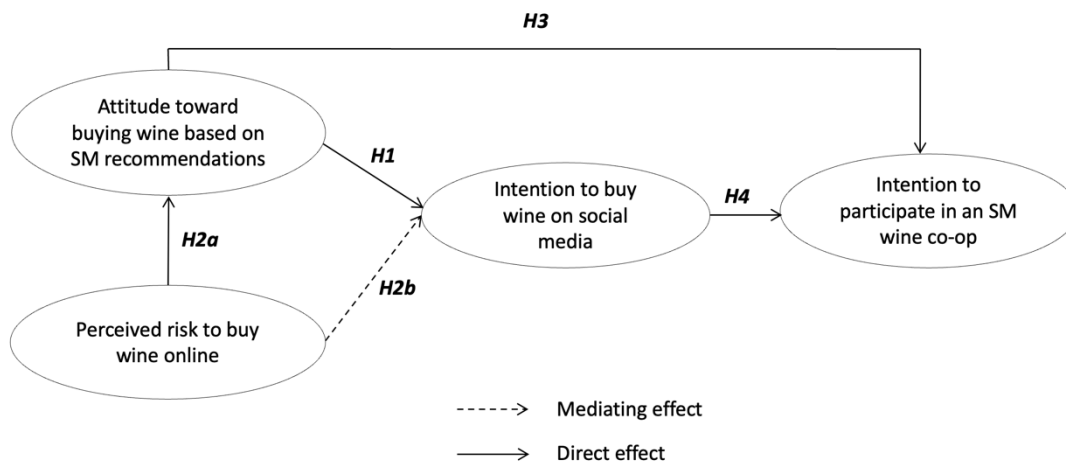 H3
Attitude toward
buying wine based on
SM recommendations
H1
Intention to buy
wine on social
media
H4
Intention to
participate in an SM
wine co-op
H2a
H2b
Perceived risk to buy
wine online
Mediating effect
Direct effect